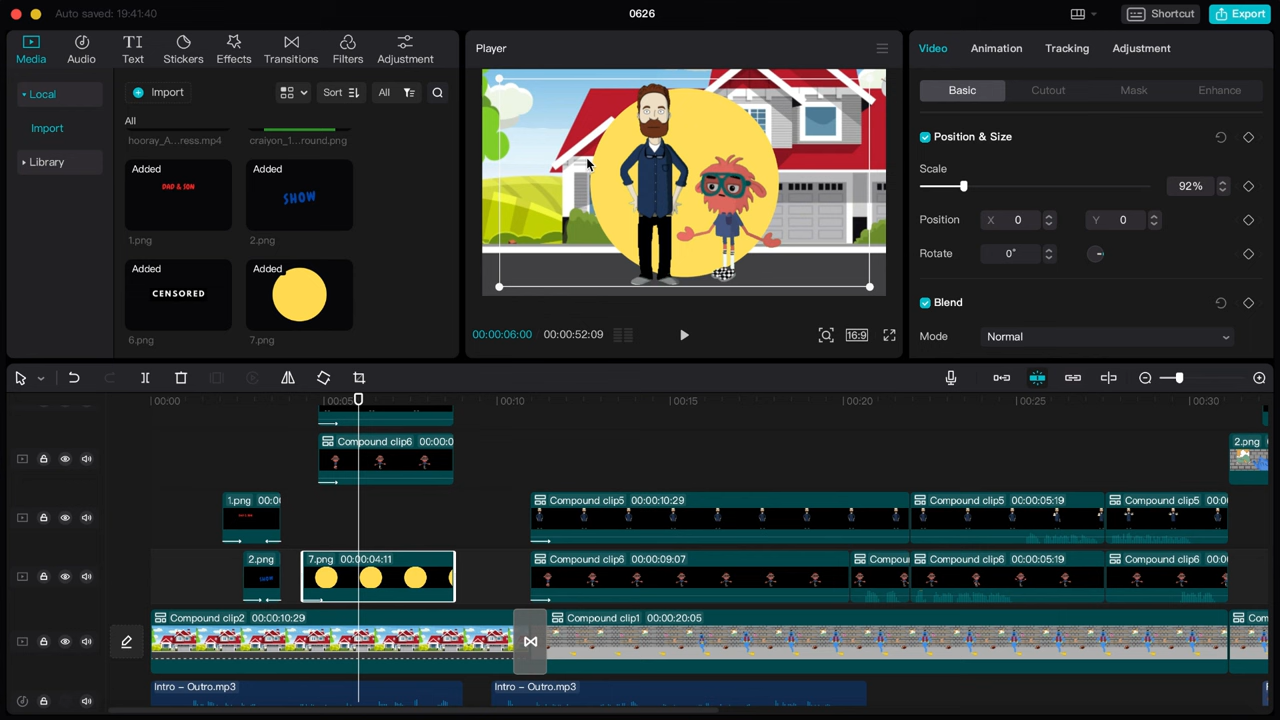 Auto saved: 19:41:40
0626
Shortcut
Export
Media
Audio
Text
Stickers
Effects
Transitions
Filters
Adjustment
Local
Import
Library
Import
Sort
All
All
hooray_A...ress.mp4
craiyon_1...round.png
Added
DAD & SON
1.png
Added
SHOW
2.png
Added
CENSORED
6.png
Added
7.png
Player
00:00:06:00
00:00:52:09
16:9
Video
Animation
Tracking
Adjustment
Basic
Cutout
Mask
Enhance
Position & Size
Scale
92%
Position
X 0
Y 0
Rotate
0°
Blend
Mode
Normal
00:00
00:05
00:10
00:15
00:20
00:25
00:30
Compound clip6 00:00:0
2.png
1.png 00:00
Compound clip5 00:00:10:29
Compound clip5 00:00:05:19
Compound clip5 00:00
2.png
7.png 00:00:04:11
Compound clip6 00:00:09:07
Compou
Compound clip6 00:00:05:19
Compound clip6 00:00
Compound clip2 00:00:10:29
Compound clip1 00:00:20:05
Com
Intro – Outro.mp3
Intro – Outro.mp3